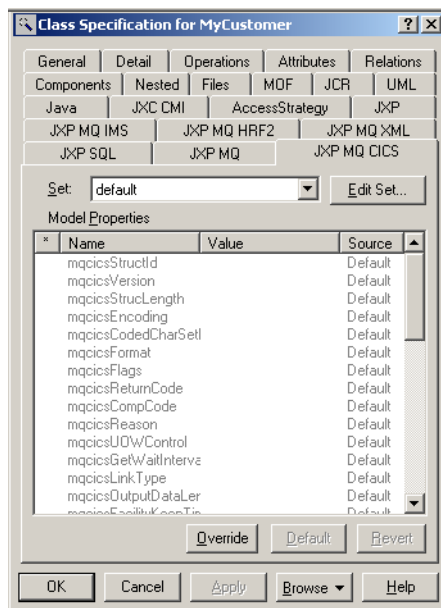 Class Specification for MyCustomer
General Detail Operations Attributes Relations
Components Nested Files MOF JCR UML
Java JXC CMI AccessStrategy JXP
JXP MQ IMS JXP MQ HRF2 JXP MQ XML
JXP SQL JXP MQ JXP MQ CICS
Set: default Edit Set...
Model Properties
* Name Value Source
mqcicsStructId Default
mqcicsVersion Default
mqcicsStrucLength Default
mqcicsEncoding Default
mqcicsCodedCharSetI Default
mqcicsFormat Default
mqcicsFlags Default
mqcicsReturnCode Default
mqcicsCompCode Default
mqcicsReason Default
mqcicsUOWControl Default
mqcicsGetWaitInterva Default
mqcicsLinkType Default
mqcicsOutputDataLen Default
mqcicsFacilityKeepTim Default
Override Default Revert
OK Cancel Apply Browse Help